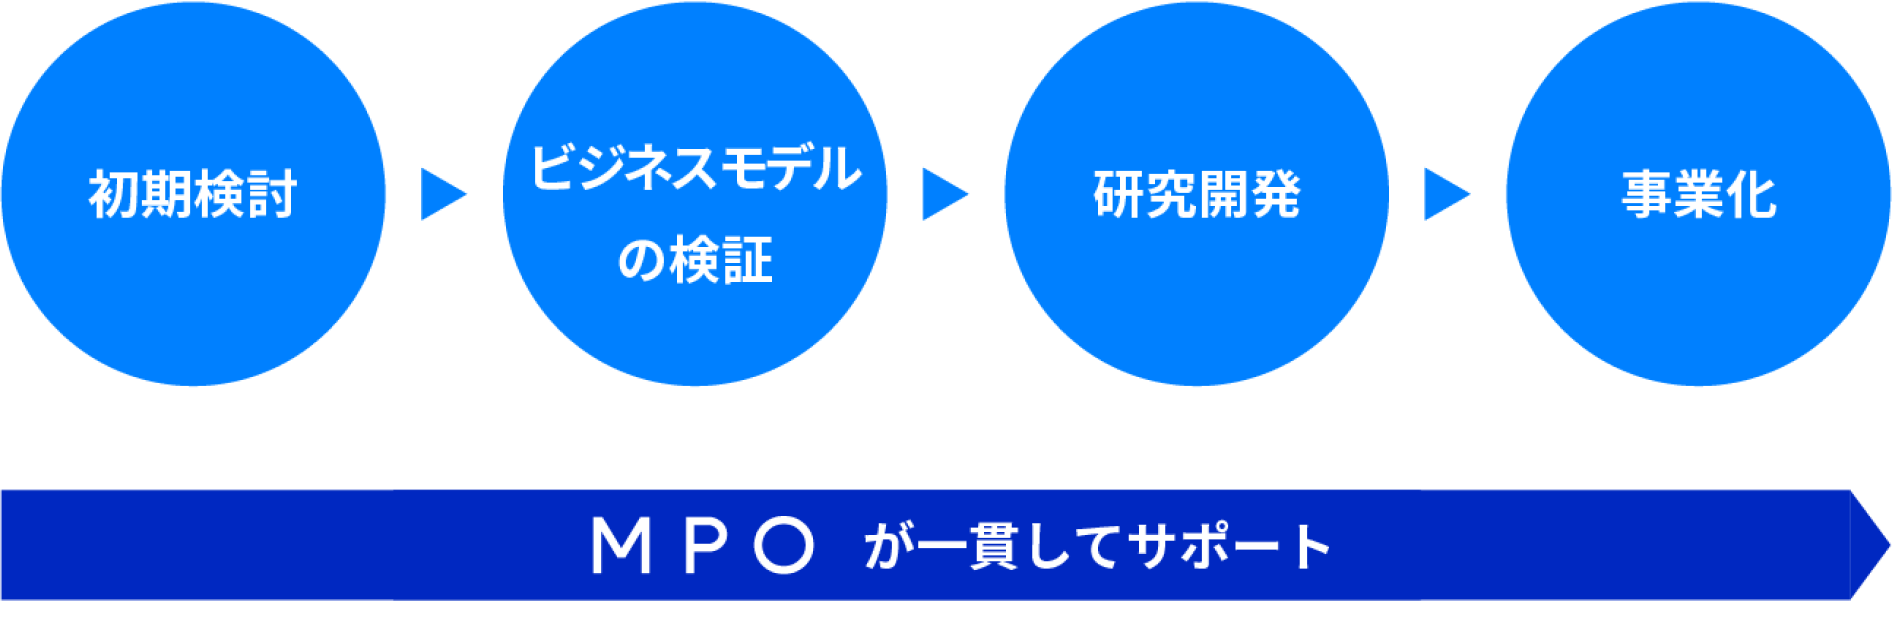 初期検討
ビジネスモデル
の検証
研究開発
事業化
MPO が一貫してサポート